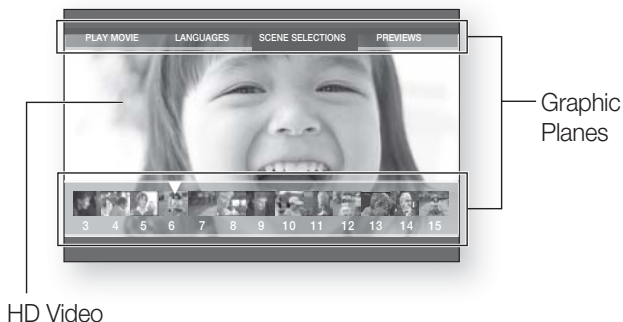 PLAY MOVIE LANGUAGES SCENE SELECTIONS PREVIEWS
Graphic
Planes
3 4 5 6 7 8 9 10 11 12 13 14 15
HD Video